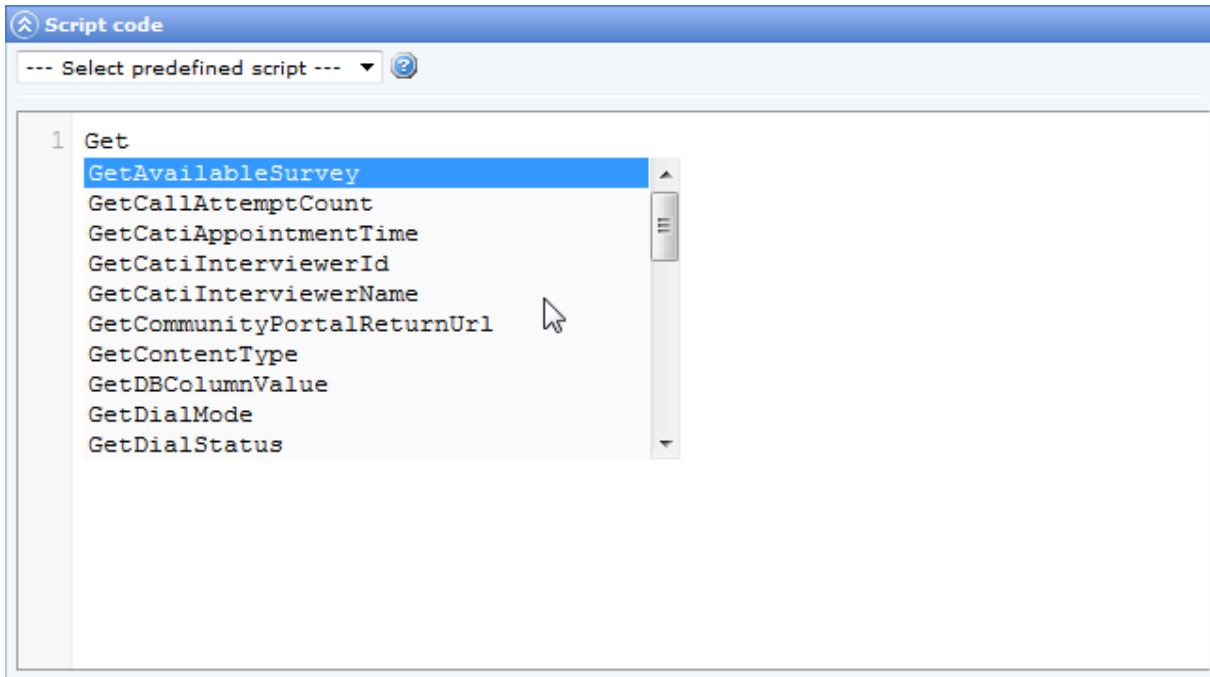 Script code
--- Select predefined script ---
1 Get
GetAvailableSurvey
GetCallAttemptCount
GetCatiAppointmentTime
GetCatiInterviewerId
GetCatiInterviewerName
GetCommunityPortalReturnUrl
GetContentType
GetDBColumnValue
GetDialMode
GetDialStatus